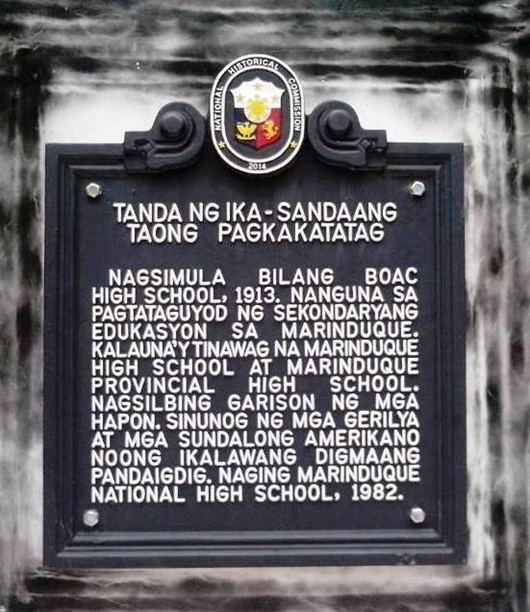 NATIONAL HISTORICAL COMMISSION
2014
TANDA NG IKA-SANDAANG
TAONG PAGKAKATATAG
NAGSIMULA BILANG BOAC
HIGH SCHOOL, 1913. NANGUNA SA
PAGTATAGUYOD NG SEKONDARYANG
EDUKASYON SA MARINDUQUE.
KALAUNA'Y TINAWAG NA MARINDUQUE
HIGH SCHOOL AT MARINDUQUE
PROVINCIAL HIGH SCHOOL.
NAGSILBING GARISON NG MGA
HAPON. SINUNOG NG MGA GERILYA
AT MGA SUNDALONG AMERIKANO
NOONG IKALAWANG DIGMAANG
PANDAIGDIG. NAGING MARINDUQUE
NATIONAL HIGH SCHOOL, 1982.